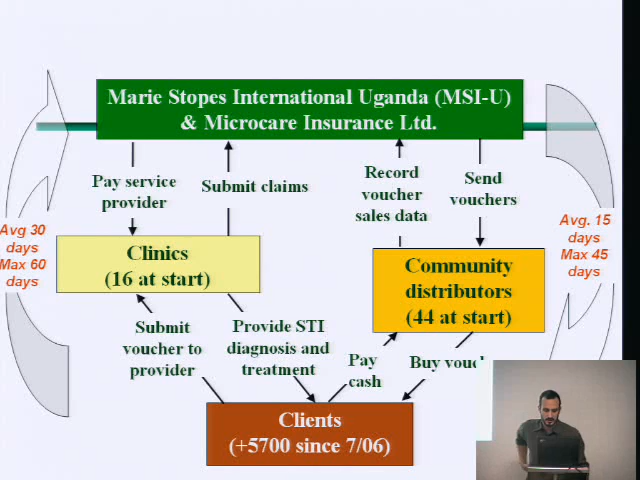 Marie Stopes International Uganda (MSI-U)
& Microcare Insurance Ltd.
Pay service
provider
Submit claims
Record
voucher
sales data
Send
vouchers
Avg 30
days
Max 60
days
Avg. 15
days
Max 45
days
Clinics
(16 at start)
Community
distributors
(44 at start)
Submit
voucher to
provider
Provide STI
diagnosis and
treatment
Pay
cash
Buy
Clients
(+5700 since 7/06)